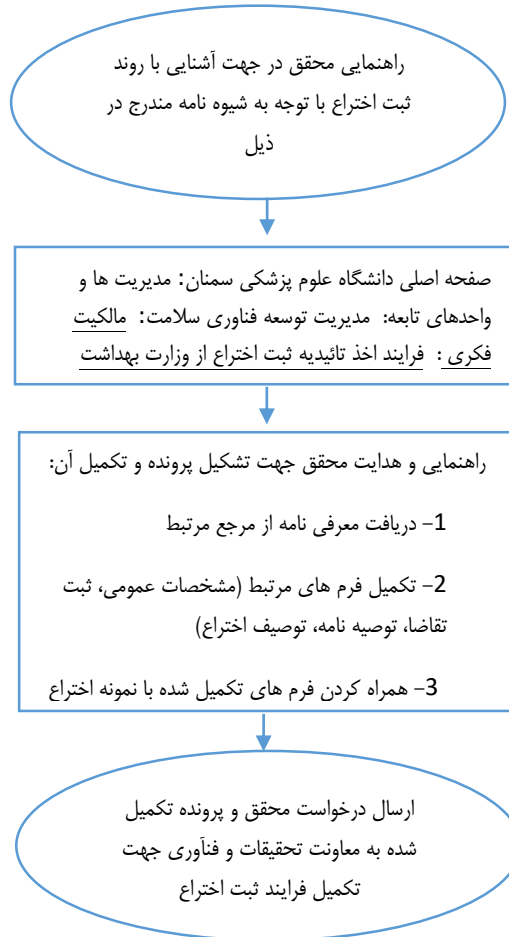 راهنمایی محقق در جهت آشنایی با روند
ثبت اختراع با توجه به شیوه نامه مندرج در
ذیل
صفحه اصلی دانشگاه علوم پزشکی سمنان: مدیریت ها و
واحدهای تابعه: مدیریت توسعه فناوری سلامت: مالکیت
فکری : فرایند اخذ تائیدیه ثبت اختراع از وزارت بهداشت
راهنمایی و هدایت محقق جهت تشکیل پرونده و تکمیل آن:
1- دریافت معرفی نامه از مرجع مرتبط
2- تکمیل فرم های مرتبط (مشخصات عمومی، ثبت
تقاضا، توصیه نامه، توصیف اختراع)
3- همراه کردن فرم های تکمیل شده با نمونه اختراع
ارسال درخواست محقق و پرونده تکمیل
شده به معاونت تحقیقات و فنآوری جهت
تکمیل فرایند ثبت اختراع